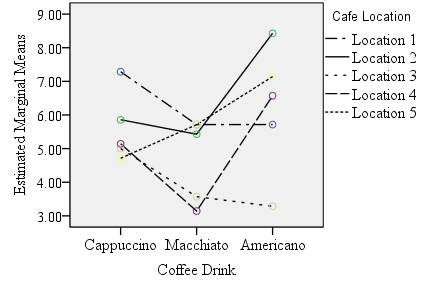 Estimated Marginal Means
9.00
8.00
7.00
6.00
5.00
4.00
3.00
Cappuccino Macchiato Americano
Coffee Drink
Cafe Location
Location 1
Location 2
Location 3
Location 4
Location 5